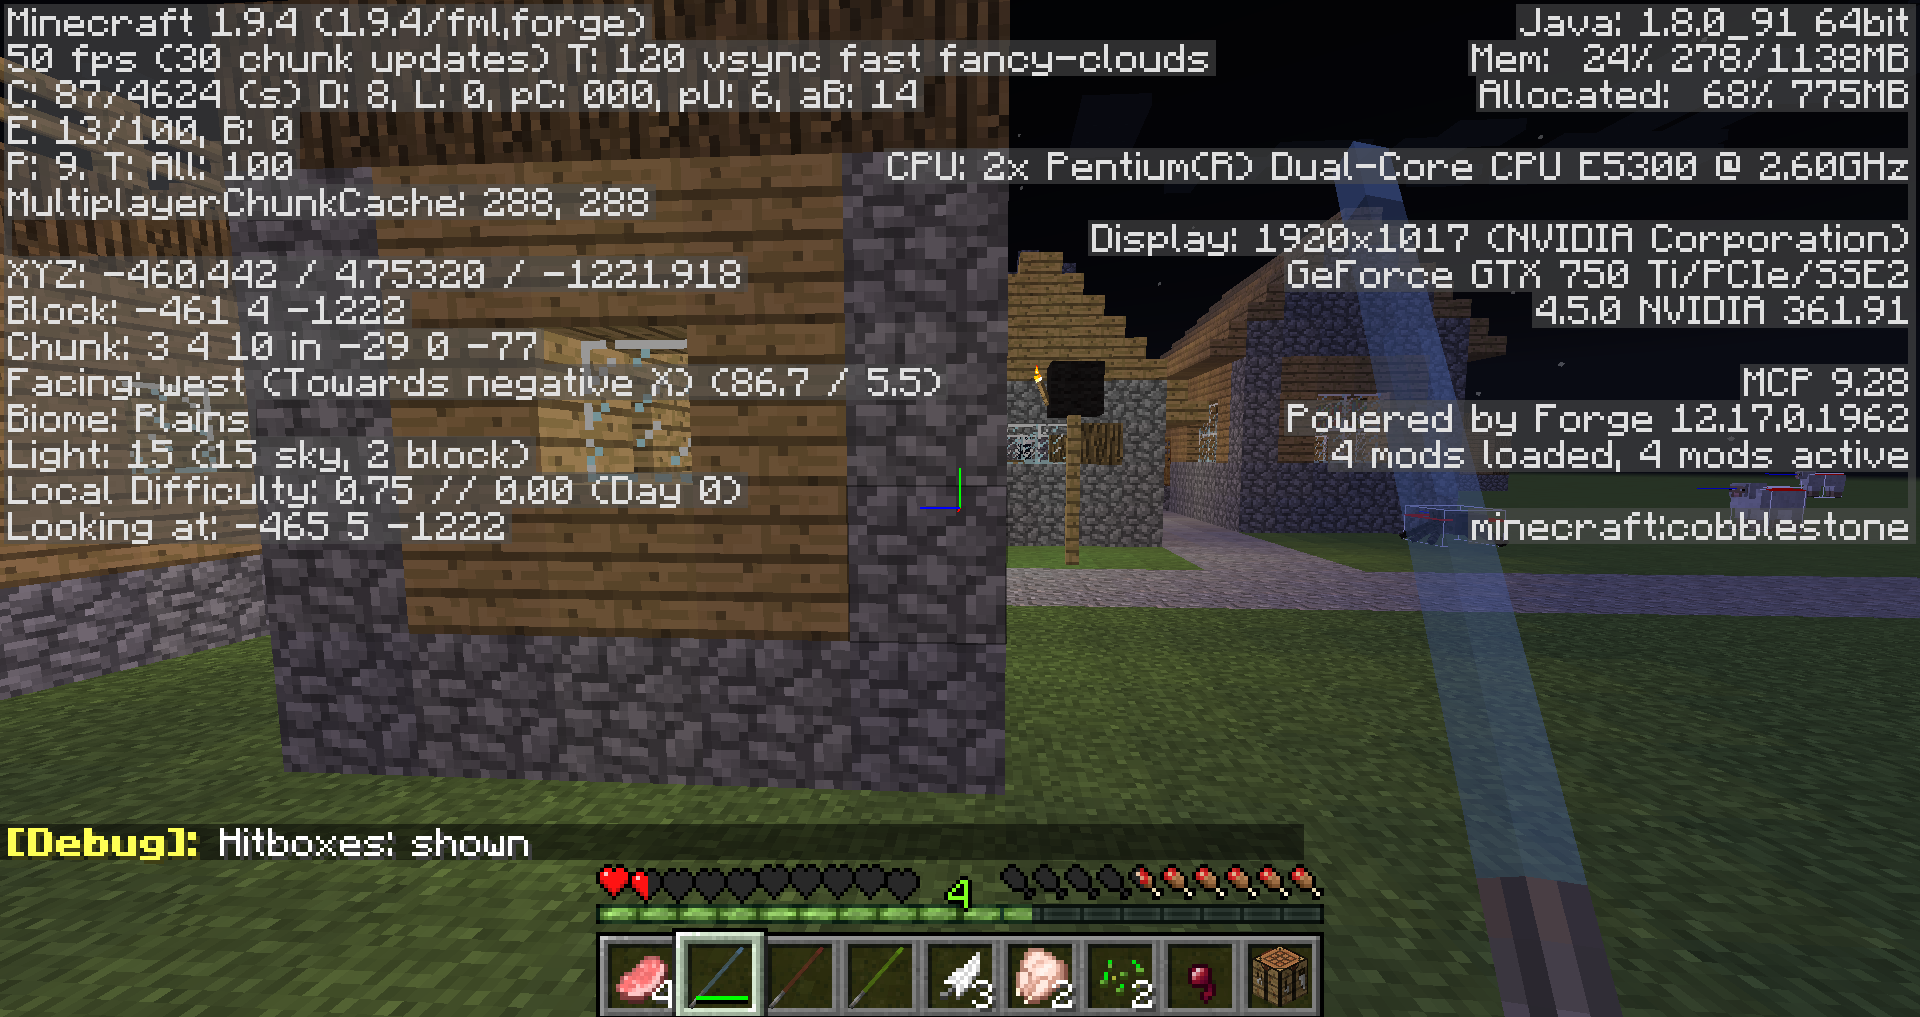 Minecraft 1.9.4 (1.9.4/fml,forge)
50 fps (30 chunk updates) T: 120 vsync fast fancy-clouds
C: 87/4624 (s) D: 8, L: 0, pC: 000, pU: 6, aB: 14
E: 13/100, B: 0
P: 9. T: All: 100
MultiplayerChunkCache: 288, 288
XYZ: -460.442 / 4.75320 / -1221.918
Block: -461 4 -1222
Chunk: 3 4 10 in -29 0 -77
Facing: west (Towards negative X) (86.7 / 5.5)
Biome: Plains
Light: 15 (15 sky, 2 block)
Local Difficulty: 0.75 // 0.00 (Day 0)
Looking at: -465 5 -1222
Java: 1.8.0_91 64bit
Mem: 24% 278/1138MB
Allocated: 68% 775MB
CPU: 2x Pentium(R) Dual-Core CPU E5300 @ 2.60GHz
Display: 1920x1017 (NVIDIA Corporation)
GeForce GTX 750 Ti/PCIe/SSE2
4.5.0 NVIDIA 361.91
MCP 9.28
Powered by Forge 12.17.0.1962
4 mods loaded, 4 mods active
minecraft:cobblestone
[Debug]: Hitboxes: shown
4
4
3
2
2